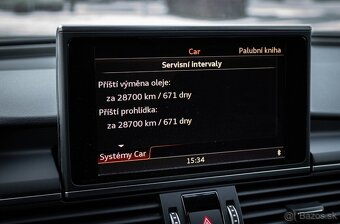 Car
Palubní kniha
Servisní intervaly
Příští výměna oleje:
za 28700 km / 671 dny
Příští prohlídka:
za 28700 km / 671 dny
Systémy Car
15:34
Bazos.sk